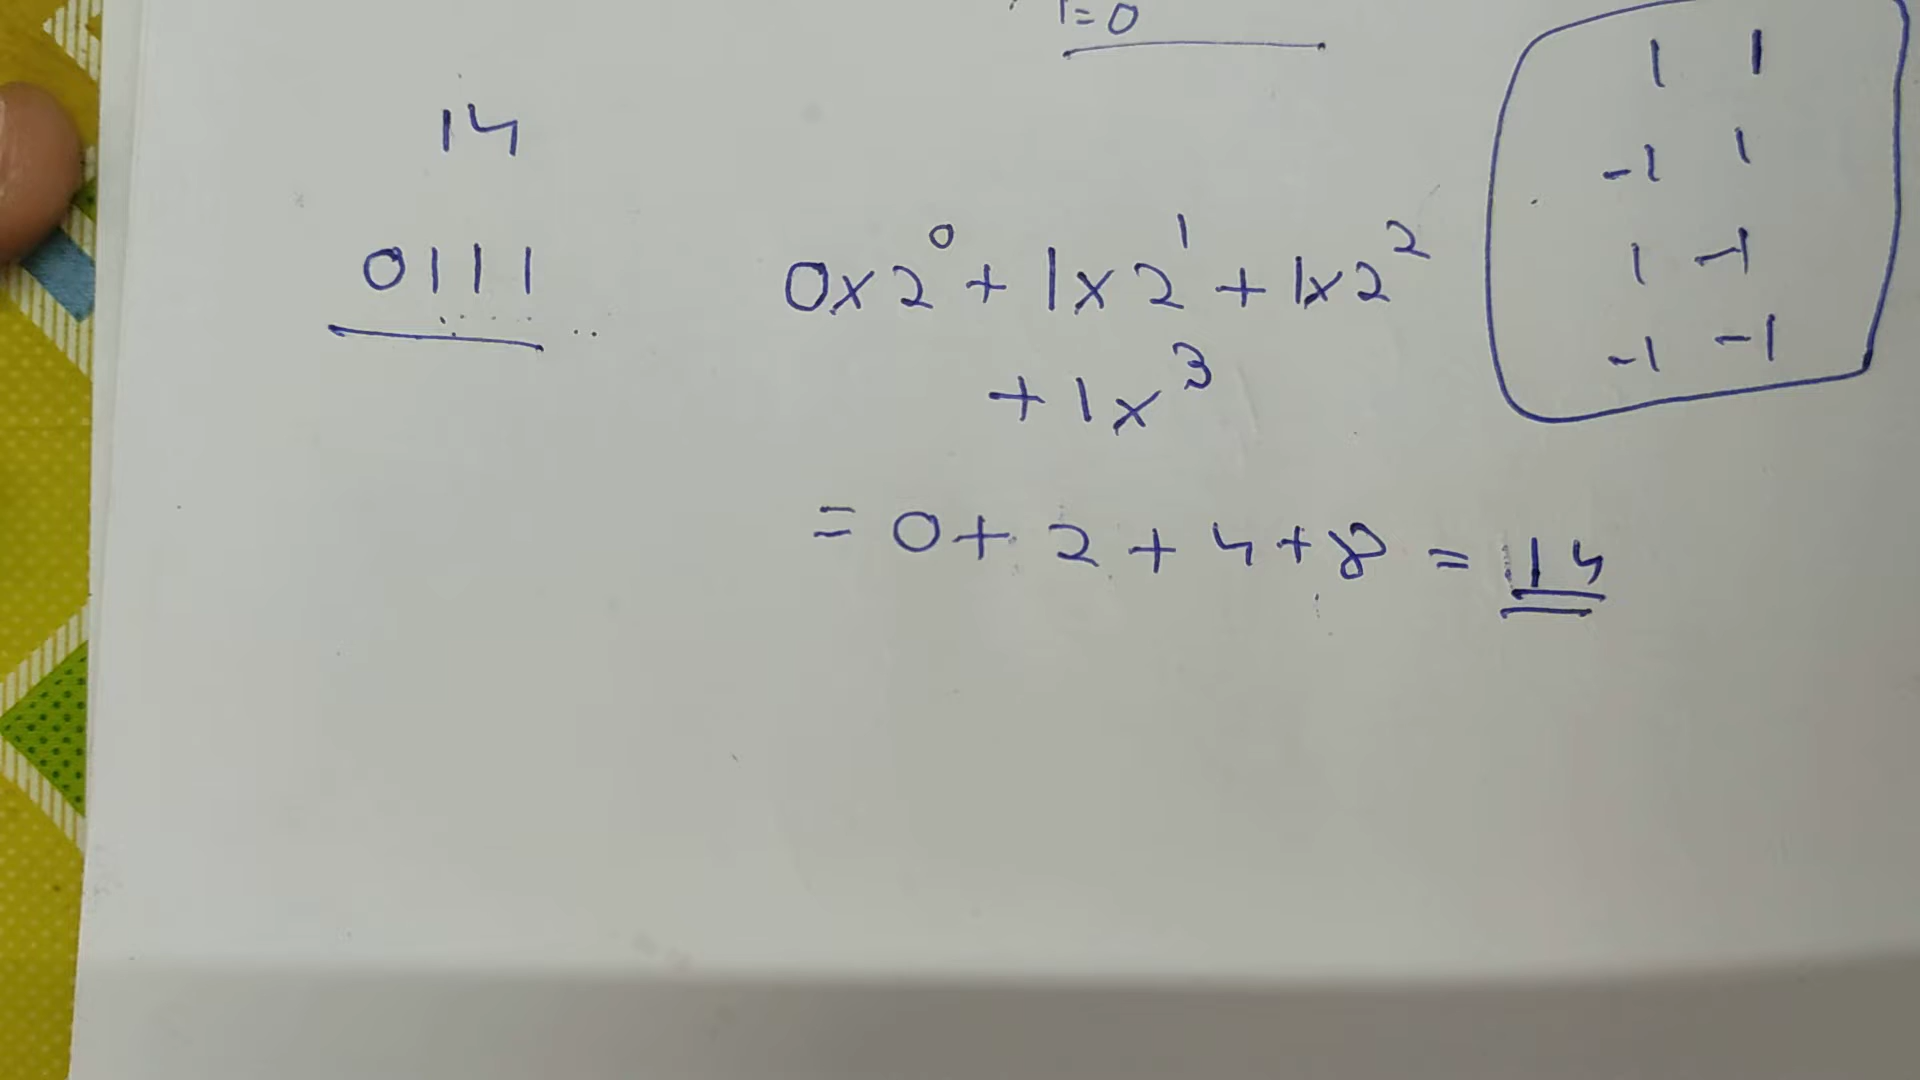 1=0
14
0111
0x2⁰ + 1x2¹ + 1x2²
+ 1x³
= 0 + 2 + 4 + 8 = 14
1 1
-1 1
1 -1
-1 -1